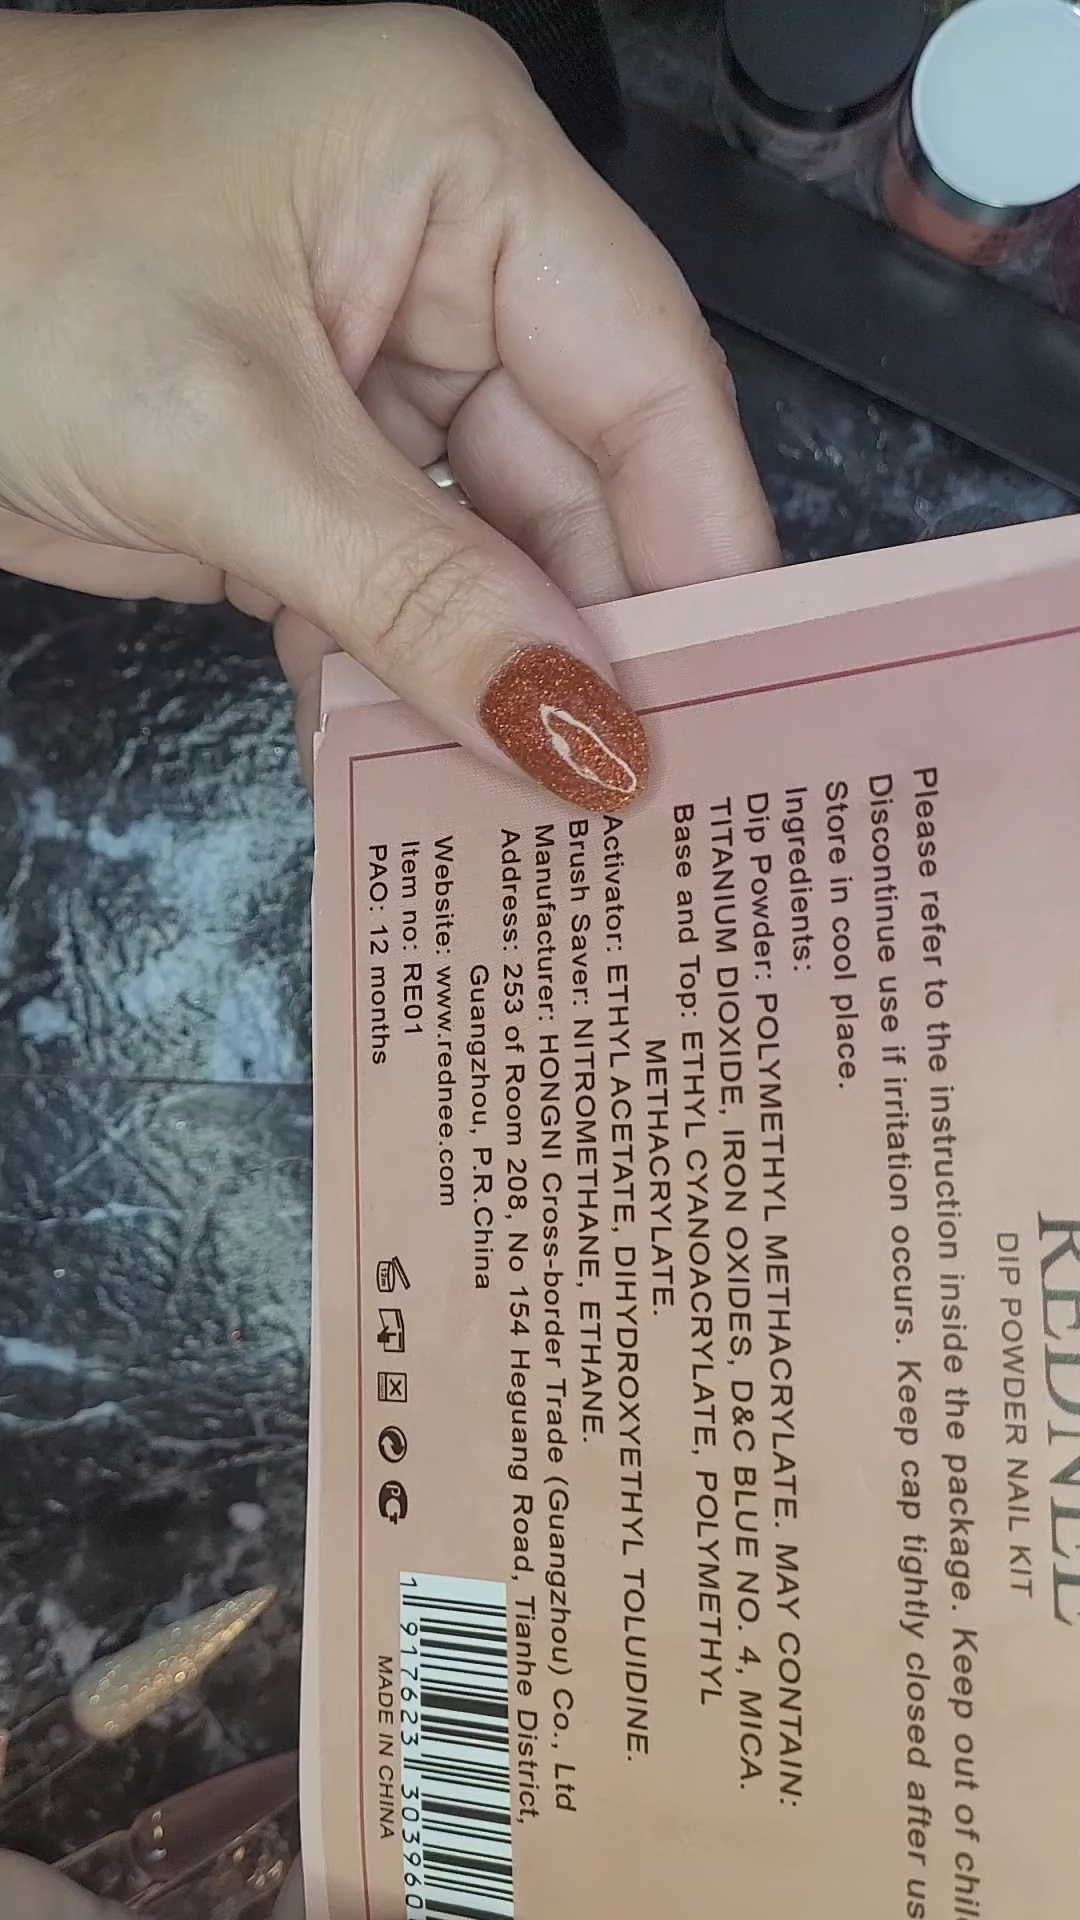 REDNEE
DIP POWDER NAIL KIT
Please refer to the instruction inside the package. Keep out of
Discontinue use if irritation occurs. Keep cap tightly closed after
Store in cool place.
Ingredients:
Dip Powder: POLYMETHYL METHACRYLATE. MAY CONTAIN:
TITANIUM DIOXIDE, IRON OXIDES, D&C BLUE NO. 4, MICA.
Base and Top: ETHYL CYANOACRYLATE, POLYMETHYL
METHACRYLATE.
Activator: ETHYL ACETATE, DIHYDROXYETHYL TOLUIDINE.
Brush Saver: NITROMETHANE, ETHANE.
Manufacturer: HONGNI Cross-border Trade (Guangzhou) Co., Ltd
Address: 253 of Room 208, No 154 Heguang Road, Tianhe District,
Guangzhou, P.R.China
Website: www.rednee.com
Item no: RE01
PAO: 12 months
12m
PG
1 917623 303960
MADE IN CHINA